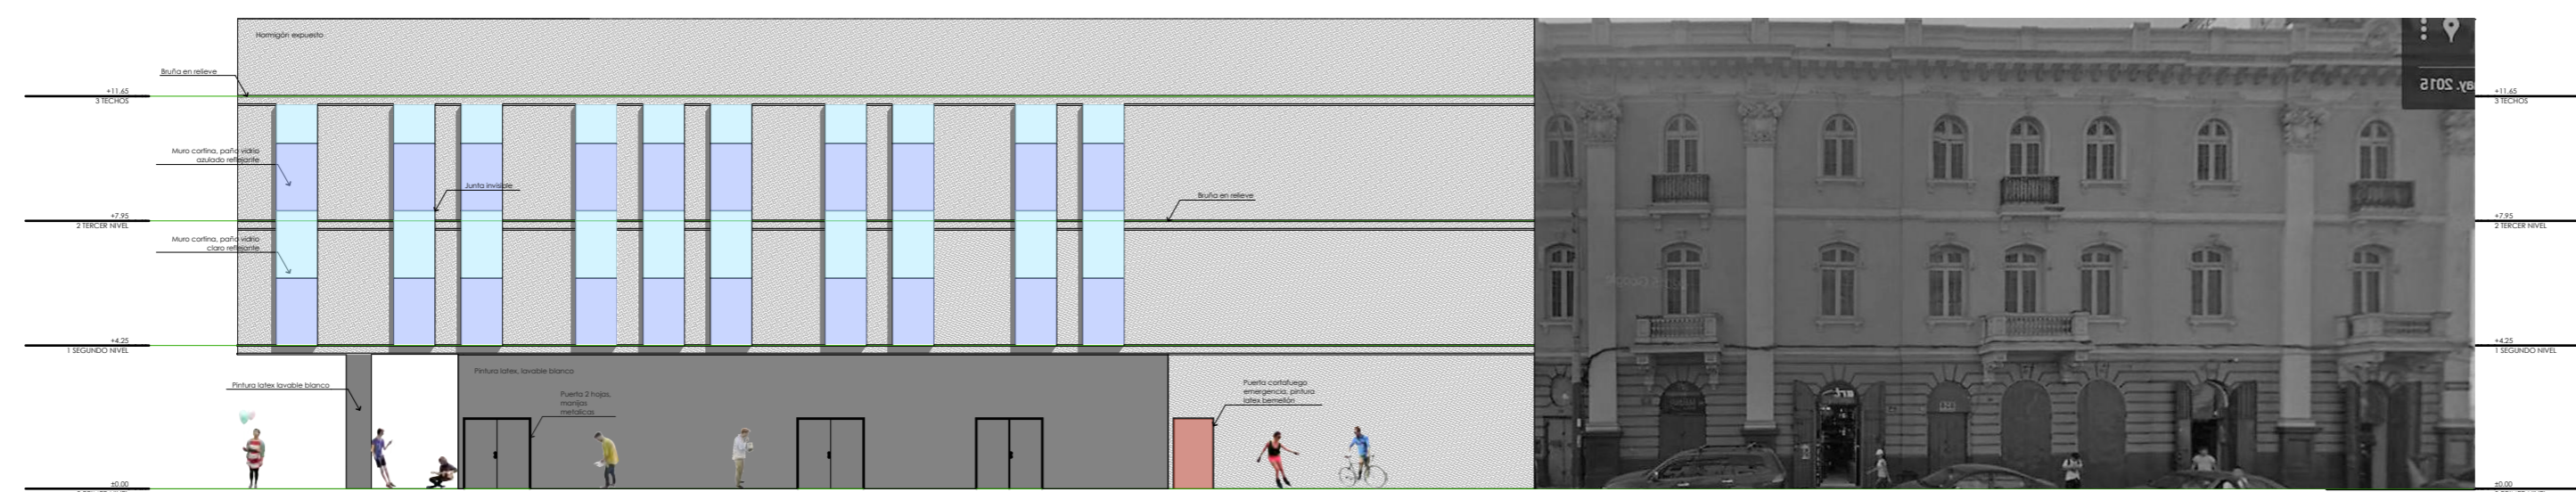 Hormigón expuesto
Bruña en relieve
+11.65
3 TECHOS
Muro cortina, paño vidrio
azulado reflejante
Junta invisible
Bruña en relieve
+7.95
2 TERCER NIVEL
Muro cortina, paño vidrio
claro reflejante
+4.25
1 SEGUNDO NIVEL
Pintura latex lavable blanco
Pintura latex, lavable blanco
Puerta 2 hojas,
manijas
metalicas
Puerta cortafuego
emergencia, pintura
latex bermellón
±0.00
ay. 2015
+11.65
3 TECHOS
+7.95
2 TERCER NIVEL
+4.25
1 SEGUNDO NIVEL
±0.00